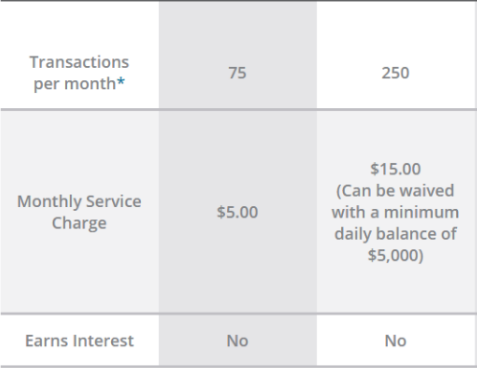 Transactions
per month*
75
250
Monthly Service
Charge
$5.00
$15.00
(Can be waived
with a minimum
daily balance of
$5,000)
Earns Interest
No
No